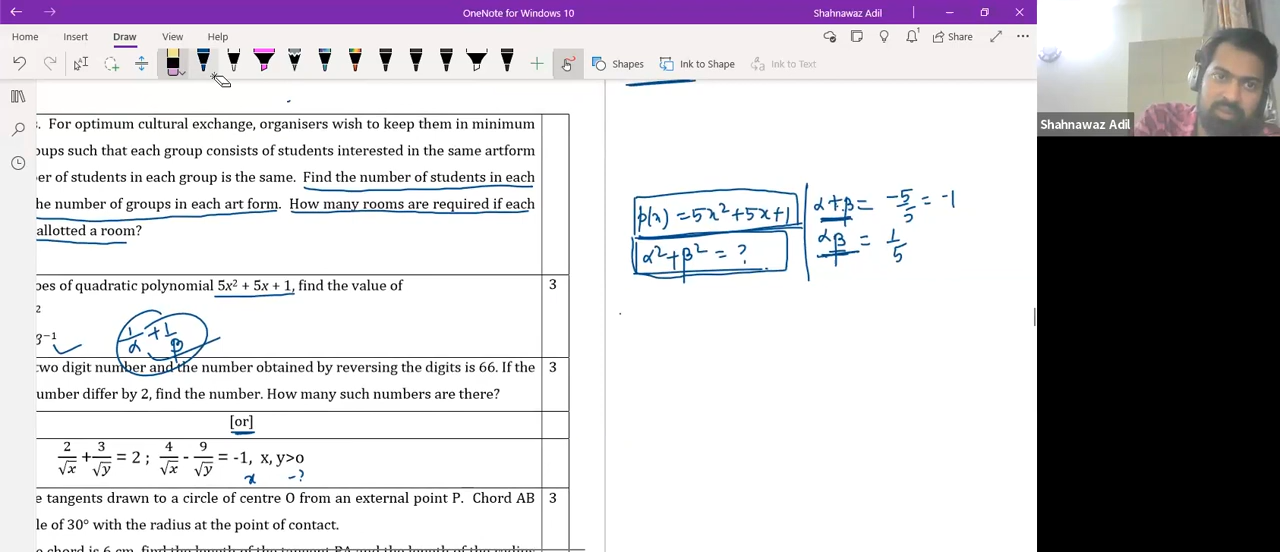 OneNote for Windows 10
Shahnawaz Adil
Home Insert Draw View Help
Share
Shapes
Ink to Shape
Ink to Text
s. For optimum cultural exchange, organisers wish to keep them in minimum
oups such that each group consists of students interested in the same artform
er of students in each group is the same. Find the number of students in each
he number of groups in each art form. How many rooms are required if each
allotted a room?
oes of quadratic polynomial 5x² + 5x + 1, find the value of
3
2
β⁻¹
1/α + 1/β
two digit number and the number obtained by reversing the digits is 66. If the
3
umber differ by 2, find the number. How many such numbers are there?
[or]
2/√x + 3/√y = 2 ; 4/√x - 9/√y = -1, x, y>o
x -?
e tangents drawn to a circle of centre O from an external point P. Chord AB
3
le of 30° with the radius at the point of contact.
p(x) = 5x² + 5x + 1
α² + β² = ?
α + β = -5/5 = -1
αβ = 1/5
Shahnawaz Adil